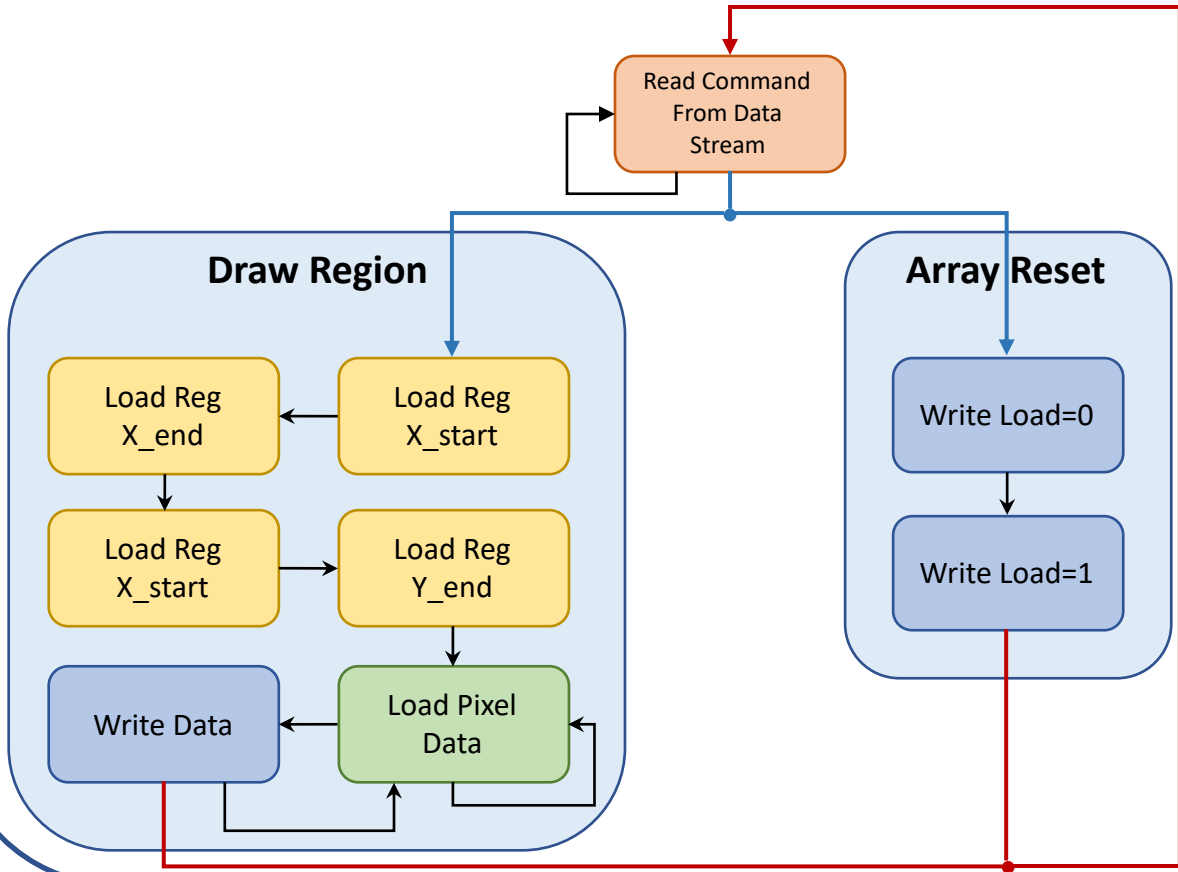 Read Command
From Data
Stream
Draw Region
Array Reset
Load Reg
X_end
Load Reg
X_start
Write Load=0
Load Reg
X_start
Load Reg
Y_end
Write Load=1
Write Data
Load Pixel
Data